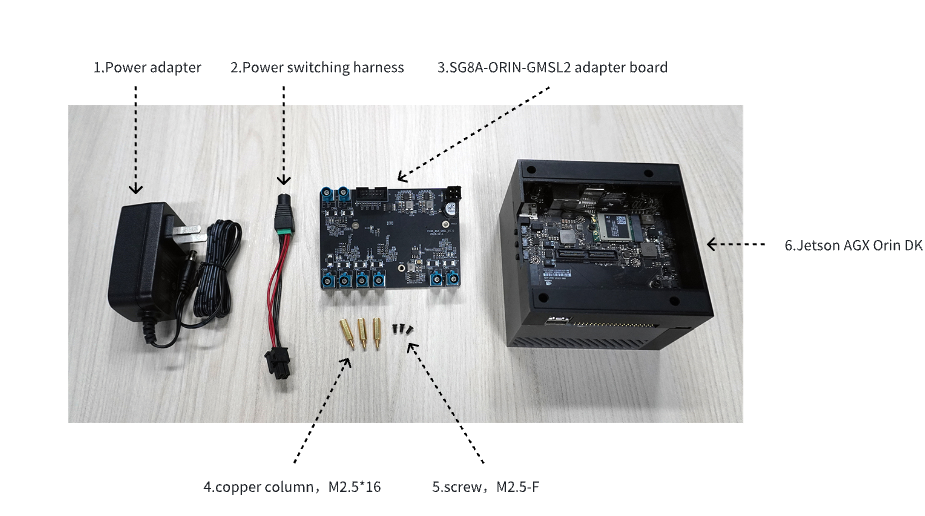 1.Power adapter
2.Power switching harness
3.SG8A-ORIN-GMSL2 adapter board
6.Jetson AGX Orin DK
4.copper column，M2.5*16
5.screw，M2.5-F